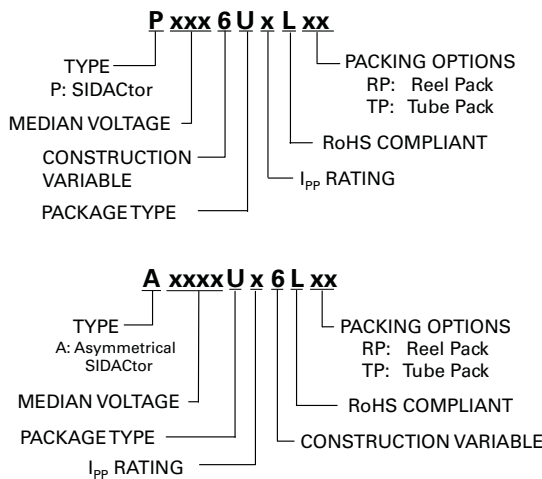 P xxx 6 U x L xx
TYPE
P: SIDACtor
MEDIAN VOLTAGE
CONSTRUCTION
VARIABLE
PACKAGE TYPE
PACKING OPTIONS
RP: Reel Pack
TP: Tube Pack
RoHS COMPLIANT
IPP RATING
A xxxx U x 6 L xx
TYPE
A: Asymmetrical
SIDACtor
MEDIAN VOLTAGE
PACKAGE TYPE
IPP RATING
PACKING OPTIONS
RP: Reel Pack
TP: Tube Pack
RoHS COMPLIANT
CONSTRUCTION VARIABLE